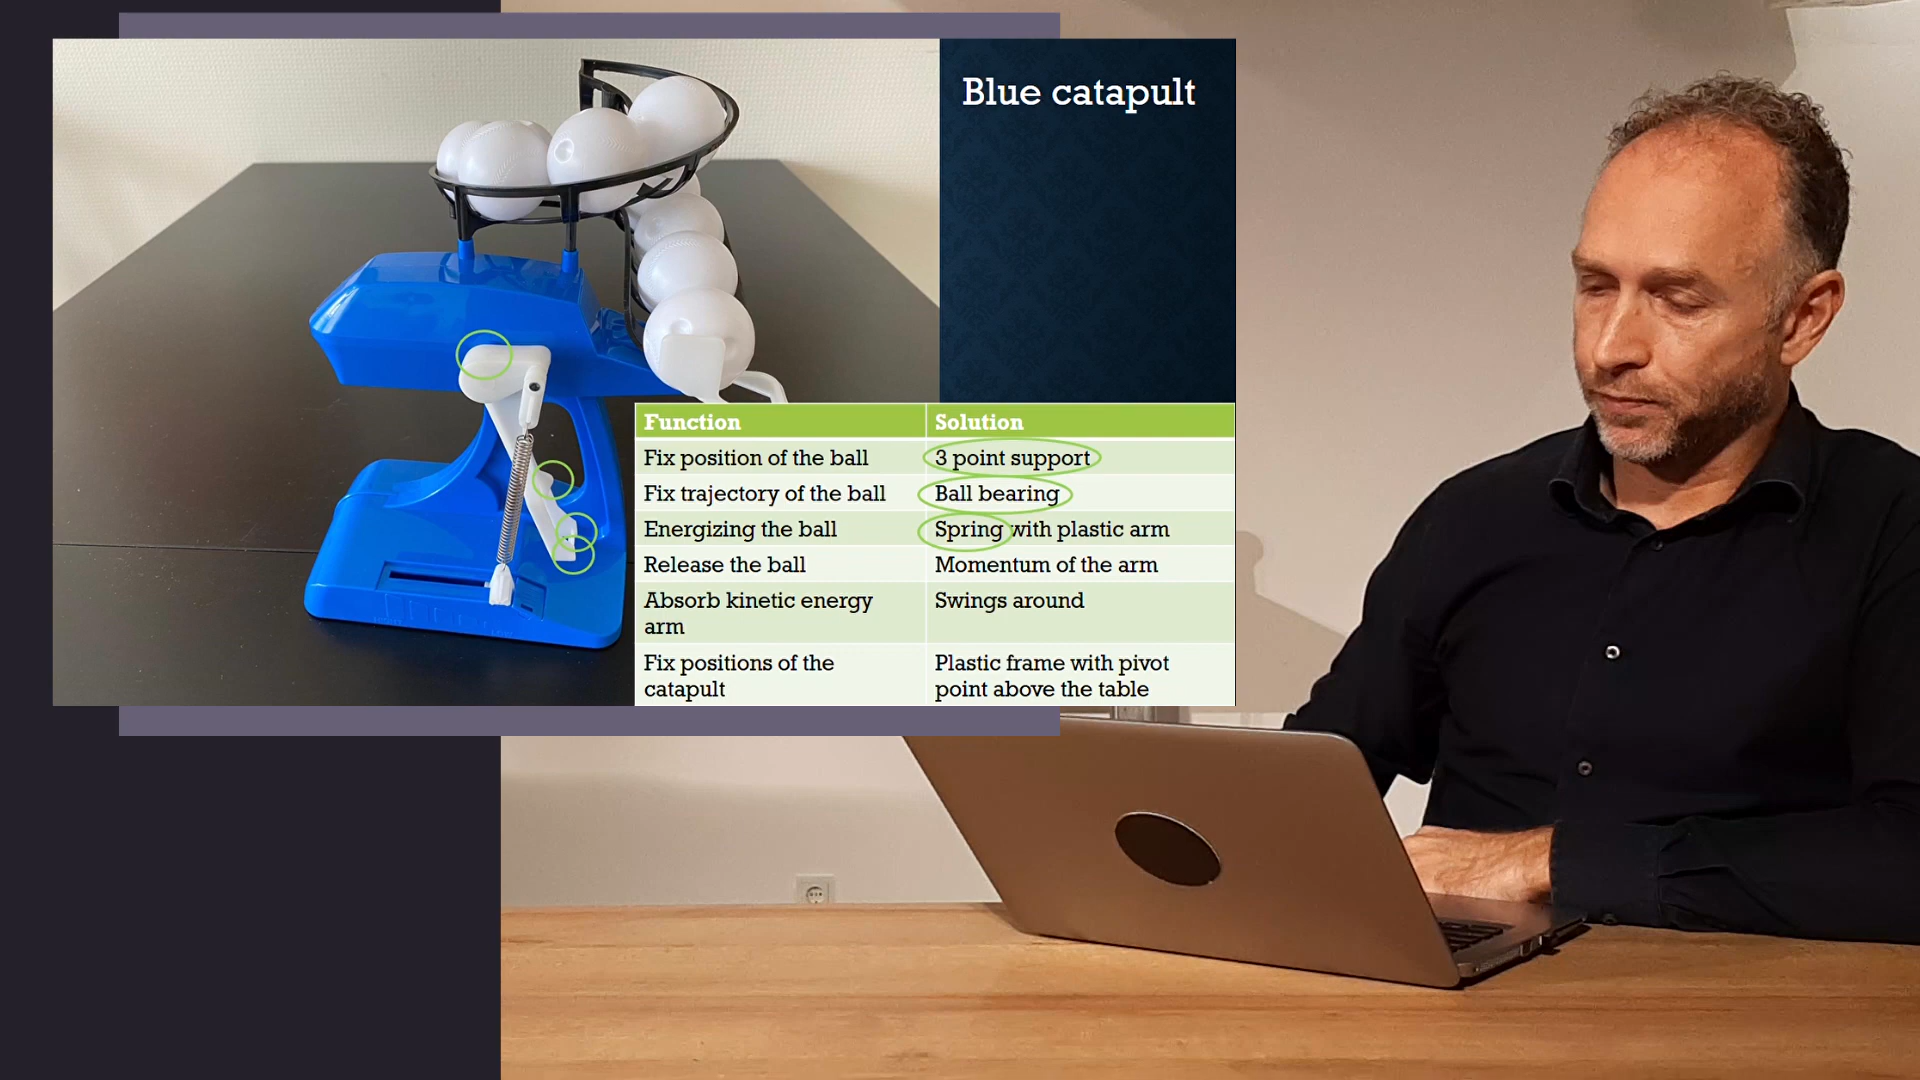 Blue catapult
Function Solution
Fix position of the ball 3 point support
Fix trajectory of the ball Ball bearing
Energizing the ball Spring with plastic arm
Release the ball Momentum of the arm
Absorb kinetic energy Swings around
arm
Fix positions of the Plastic frame with pivot
catapult point above the table